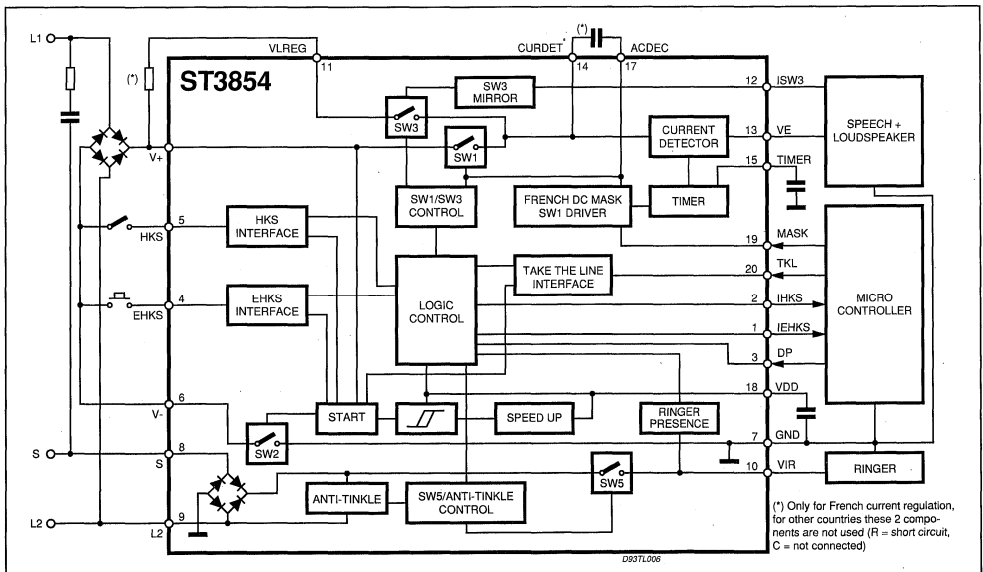 L1
(*)
VLREG
11
(*)
CURDET
14
ACDEC
17
ST3854
SW3
MIRROR
12
ISW3
SW3
SW1
CURRENT
DETECTOR
13
VE
SPEECH +
LOUDSPEAKER
V+
15
TIMER
SW1/SW3
CONTROL
FRENCH DC MASK
SW1 DRIVER
TIMER
5
HKS
HKS
INTERFACE
19
MASK
20
TKL
TAKE THE LINE
INTERFACE
4
EHKS
EHKS
INTERFACE
LOGIC
CONTROL
2
IHKS
MICRO
CONTROLLER
1
IEHKS
3
DP
6
V-
START
SPEED UP
RINGER
PRESENCE
18
VDD
SW2
7
GND
S
8
S
SW5
10
VIR
RINGER
ANTI-TINKLE
SW5/ANTI-TINKLE
CONTROL
L2
9
L2
(*) Only for French current regulation,
for other countries these 2 compo-
nents are not used (R = short circuit,
C = not connected)
D93TL006